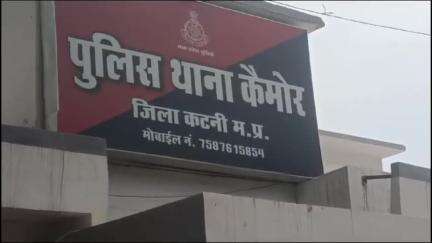 पुलिस थाना कैमोर
जिला कटनी म.प्र.
मोबाईल नं. 7587615854